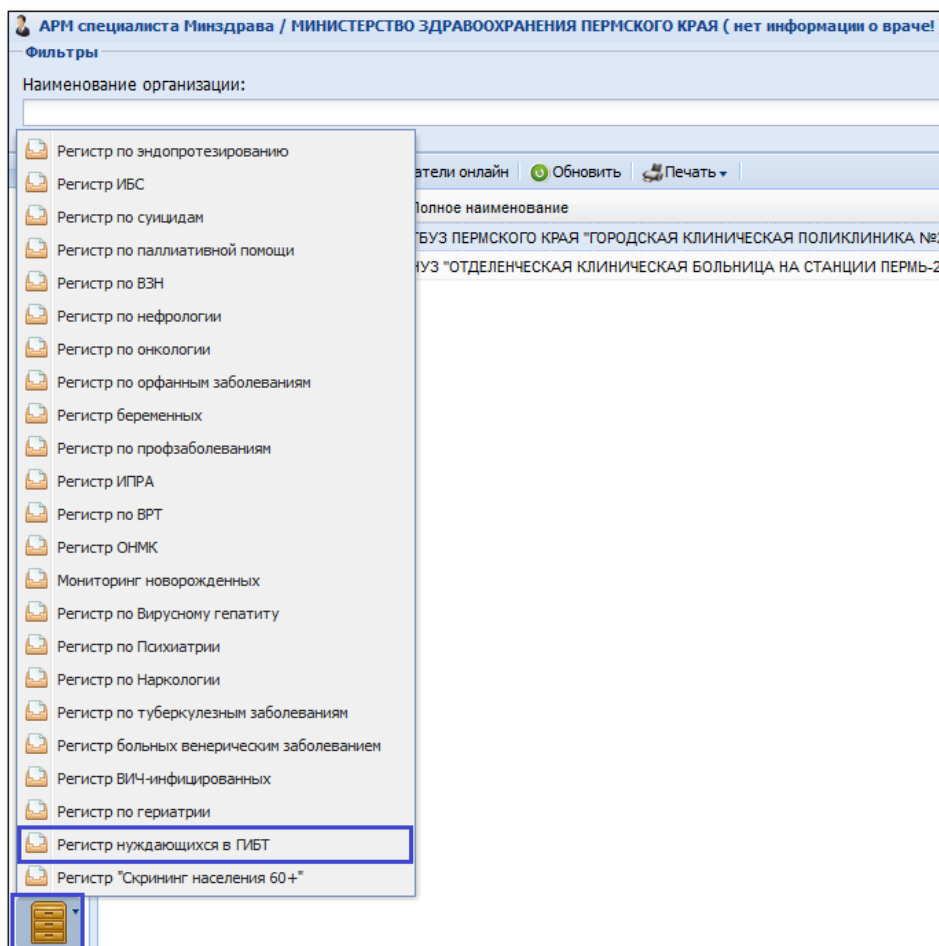 АРМ специалиста Минздрава / МИНИСТЕРСТВО ЗДРАВООХРАНЕНИЯ ПЕРМСКОГО КРАЯ ( нет информации о враче!
Фильтры
Наименование организации:
атели онлайн Обновить Печать
Полное наименование
ГБУЗ ПЕРМСКОГО КРАЯ "ГОРОДСКАЯ КЛИНИЧЕСКАЯ ПОЛИКЛИНИКА №2
НУЗ "ОТДЕЛЕНЧЕСКАЯ КЛИНИЧЕСКАЯ БОЛЬНИЦА НА СТАНЦИИ ПЕРМЬ-2
Регистр по эндопротезированию
Регистр ИБС
Регистр по суицидам
Регистр по паллиативной помощи
Регистр по ВЗН
Регистр по нефрологии
Регистр по онкологии
Регистр по орфанным заболеваниям
Регистр беременных
Регистр по профзаболеваниям
Регистр ИПРА
Регистр по ВРТ
Регистр ОНМК
Мониторинг новорожденных
Регистр по Вирусному гепатиту
Регистр по Психиатрии
Регистр по Наркологии
Регистр по туберкулезным заболеваниям
Регистр больных венерическим заболеванием
Регистр ВИЧ-инфицированных
Регистр по гериатрии
Регистр нуждающихся в ГИБТ
Регистр "Скрининг населения 60+"